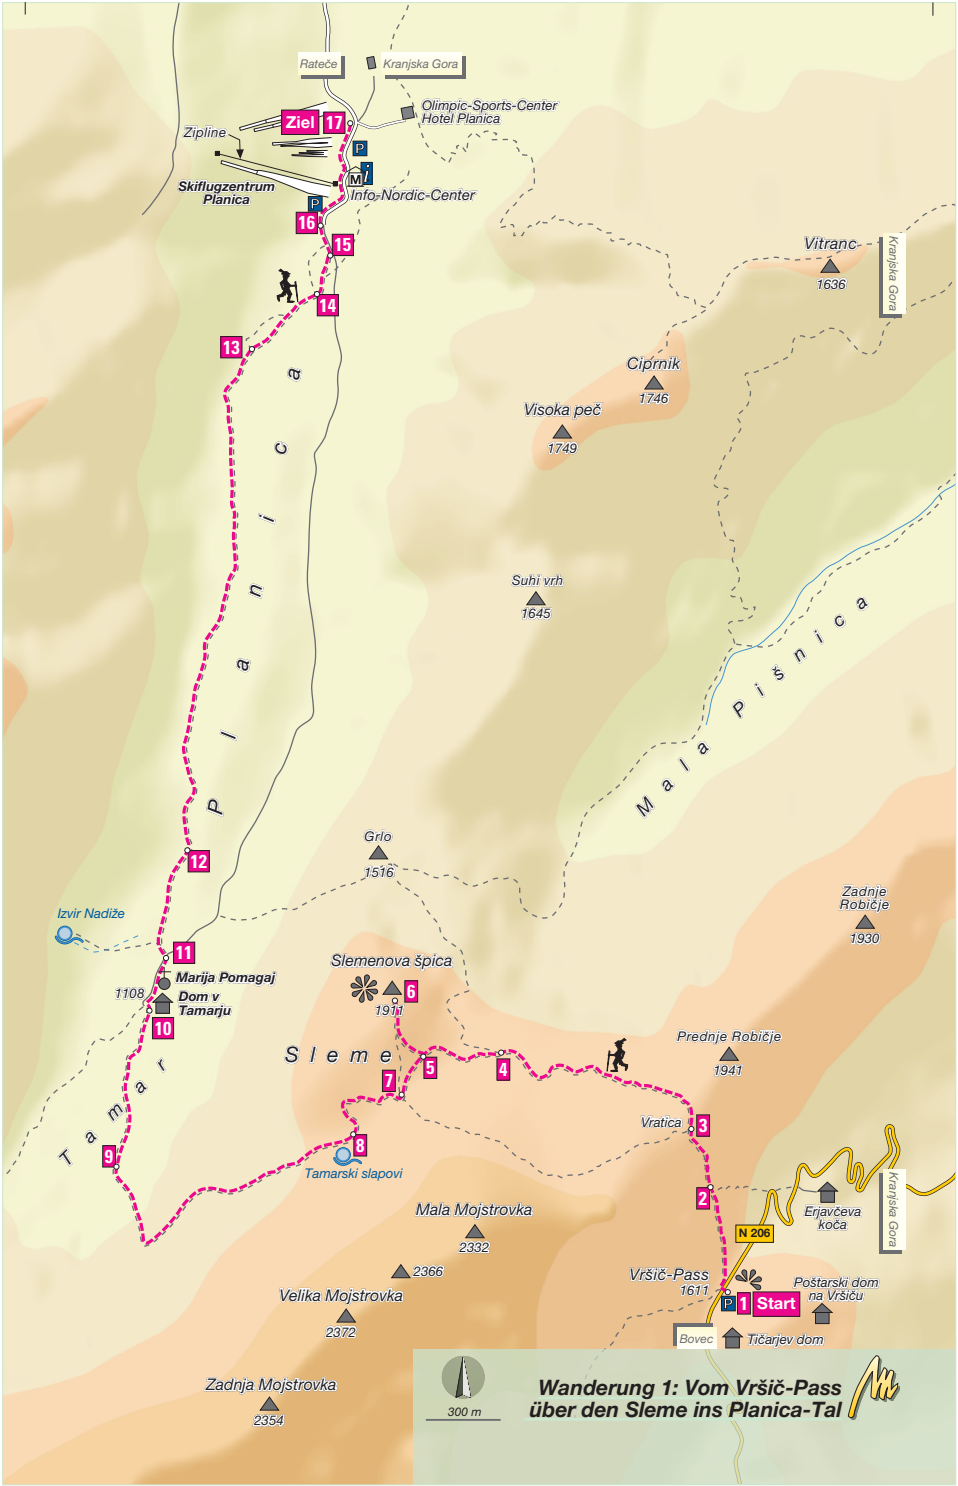 Rateče
Kranjska Gora
Olimpic-Sports-Center
Hotel Planica
Ziel
17
Zipline
P
M
i
Skiflugzentrum
Planica
Info-Nordic-Center
P
16
15
Vitranc
1636
Kranjska Gora
14
13
Ciprnik
1746
Visoka peč
1749
Planica
Suhi vrh
1645
Mala Pišnica
Grlo
1516
12
Zadnje
Robičje
1930
Izvir Nadiže
11
Marija Pomagaj
1108
Dom v
Tamarju
10
Slemenova špica
6
1911
Sleme
5
4
Prednje Robičje
1941
7
Tamar
Vratica
3
8
9
Tamarski slapovi
2
Erjavčeva
koča
Kranjska Gora
Mala Mojstrovka
2332
N 206
2366
Vršič-Pass
1611
Poštarski dom
na Vršiču
Velika Mojstrovka
2372
P
1
Start
Bovec
Tičarjev dom
Zadnja Mojstrovka
2354
300 m
Wanderung 1: Vom Vršič-Pass
über den Sleme ins Planica-Tal